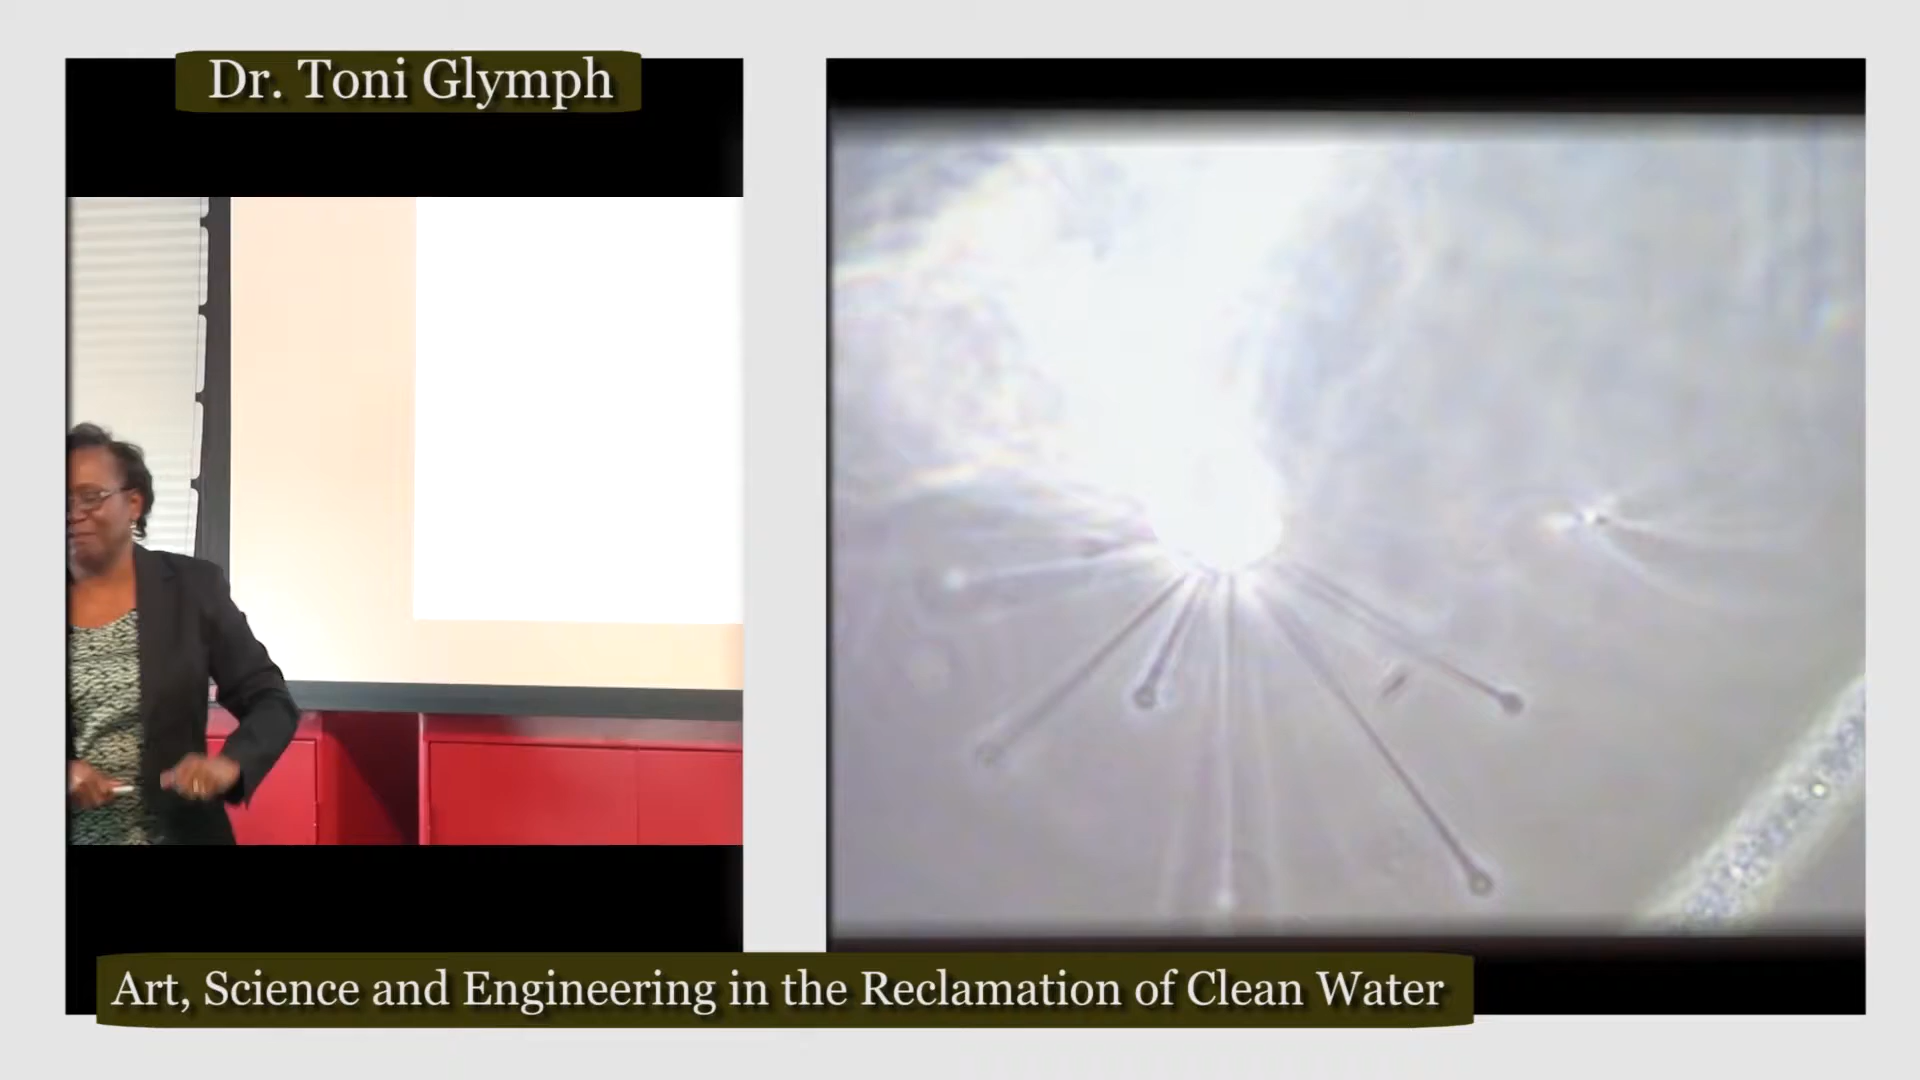 Dr. Toni Glymph
Art, Science and Engineering in the Reclamation of Clean Water